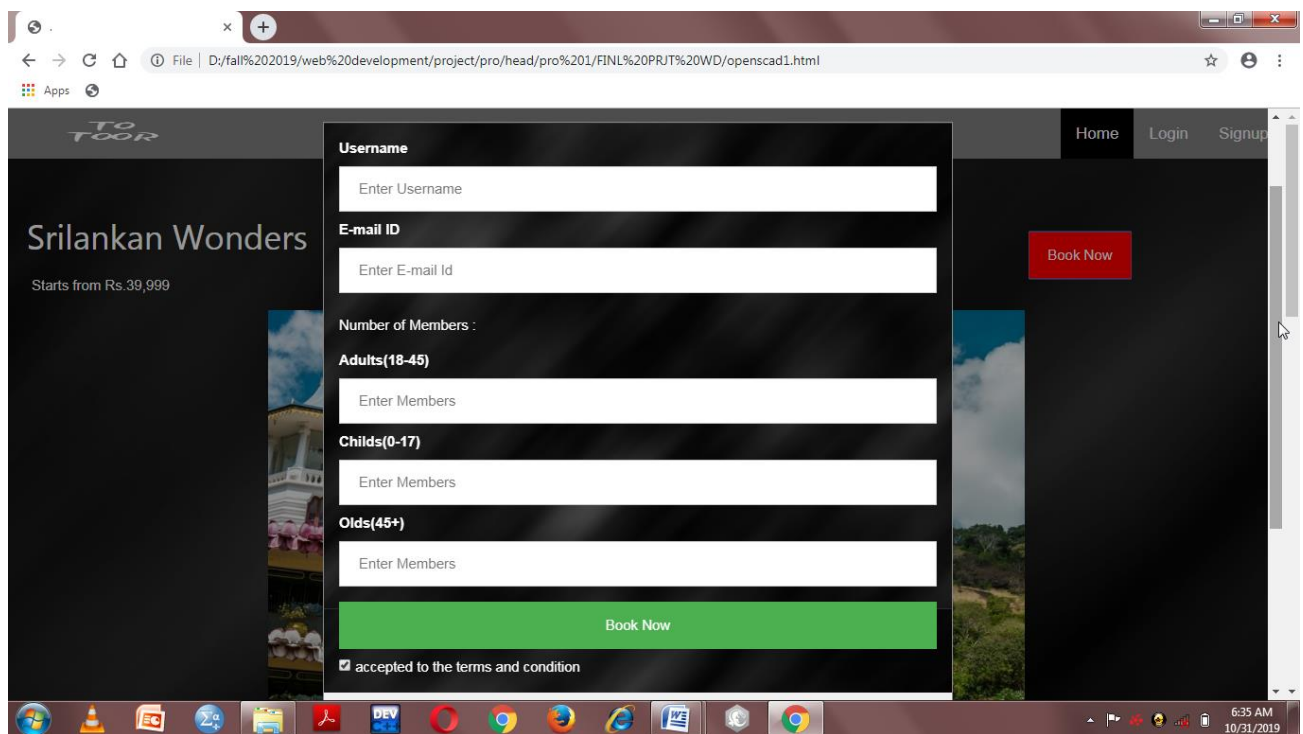 .
File | D:/fall%202019/web%20development/project/pro/head/pro%201/FINL%20PRJT%20WD/openscad1.html
Apps
TO
TOOR
Home Login Signup
Username
Enter Username
Srilankan Wonders
E-mail ID
Book Now
Enter E-mail Id
Starts from Rs.39,999
Number of Members :
Adults(18-45)
Enter Members
Childs(0-17)
Enter Members
Olds(45+)
Enter Members
Book Now
accepted to the terms and condition
DEV
6:35 AM
10/31/2019